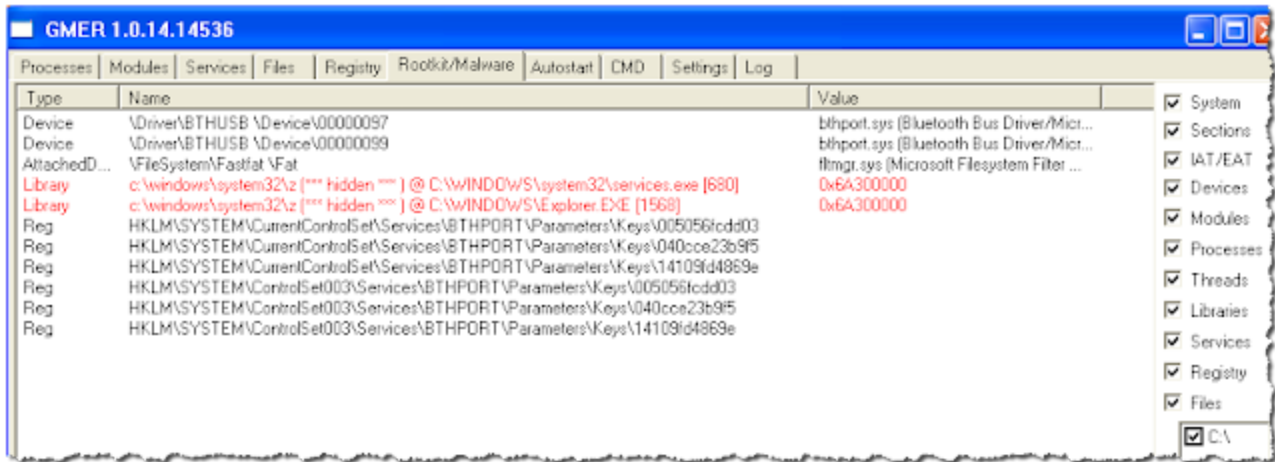 GMER 1.0.14.14536
Processes Modules Services Files Registry Rootkit/Malware Autostart CMD Settings Log
Type Name Value
Device \Driver\BTHUSB \Device\00000097 bthport.sys (Bluetooth Bus Driver/Micr...
Device \Driver\BTHUSB \Device\00000099 bthport.sys (Bluetooth Bus Driver/Micr...
AttachedD... \FileSystem\Fastfat \Fat fltmgr.sys (Microsoft Filesystem Filter ...
Library c:\windows\system32\z (*** hidden *** ) @ C:\WINDOWS\system32\services.exe [680] 0x6A300000
Library c:\windows\system32\z (*** hidden *** ) @ C:\WINDOWS\Explorer.EXE [1568] 0x6A300000
Reg HKLM\SYSTEM\CurrentControlSet\Services\BTHPORT\Parameters\Keys\005056fcdd03
Reg HKLM\SYSTEM\CurrentControlSet\Services\BTHPORT\Parameters\Keys\040cce23b9f5
Reg HKLM\SYSTEM\CurrentControlSet\Services\BTHPORT\Parameters\Keys\14109fd4869e
Reg HKLM\SYSTEM\ControlSet003\Services\BTHPORT\Parameters\Keys\005056fcdd03
Reg HKLM\SYSTEM\ControlSet003\Services\BTHPORT\Parameters\Keys\040cce23b9f5
Reg HKLM\SYSTEM\ControlSet003\Services\BTHPORT\Parameters\Keys\14109fd4869e
System
Sections
IAT/EAT
Devices
Modules
Processes
Threads
Libraries
Services
Registry
Files
C:\